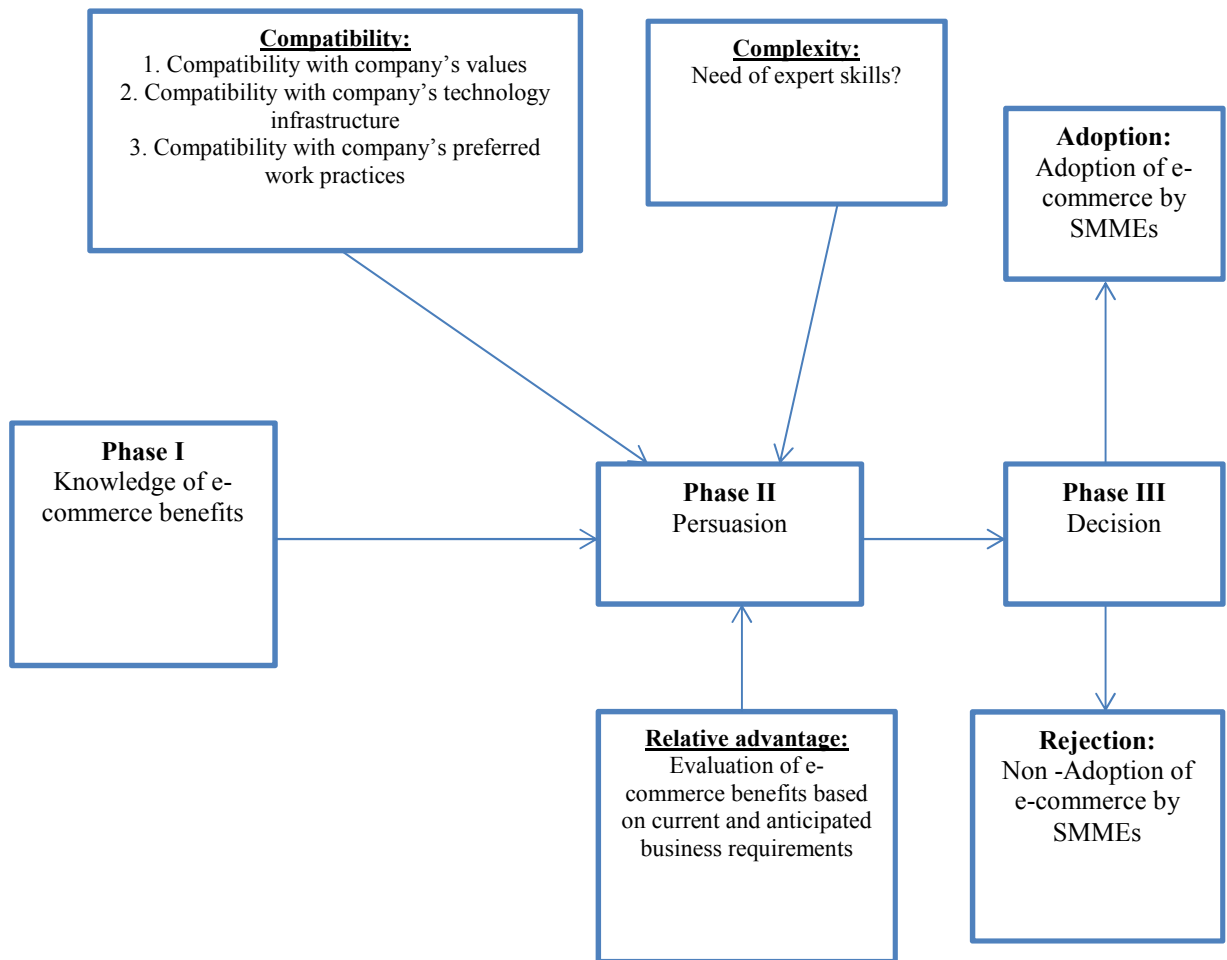 Compatibility:
1. Compatibility with company’s values
2. Compatibility with company’s technology
infrastructure
3. Compatibility with company’s preferred
work practices
Complexity:
Need of expert skills?
Adoption:
Adoption of e-
commerce by
SMMEs
Phase I
Knowledge of e-
commerce benefits
Phase II
Persuasion
Phase III
Decision
Relative advantage:
Evaluation of e-
commerce benefits based
on current and anticipated
business requirements
Rejection:
Non -Adoption of
e-commerce by
SMMEs